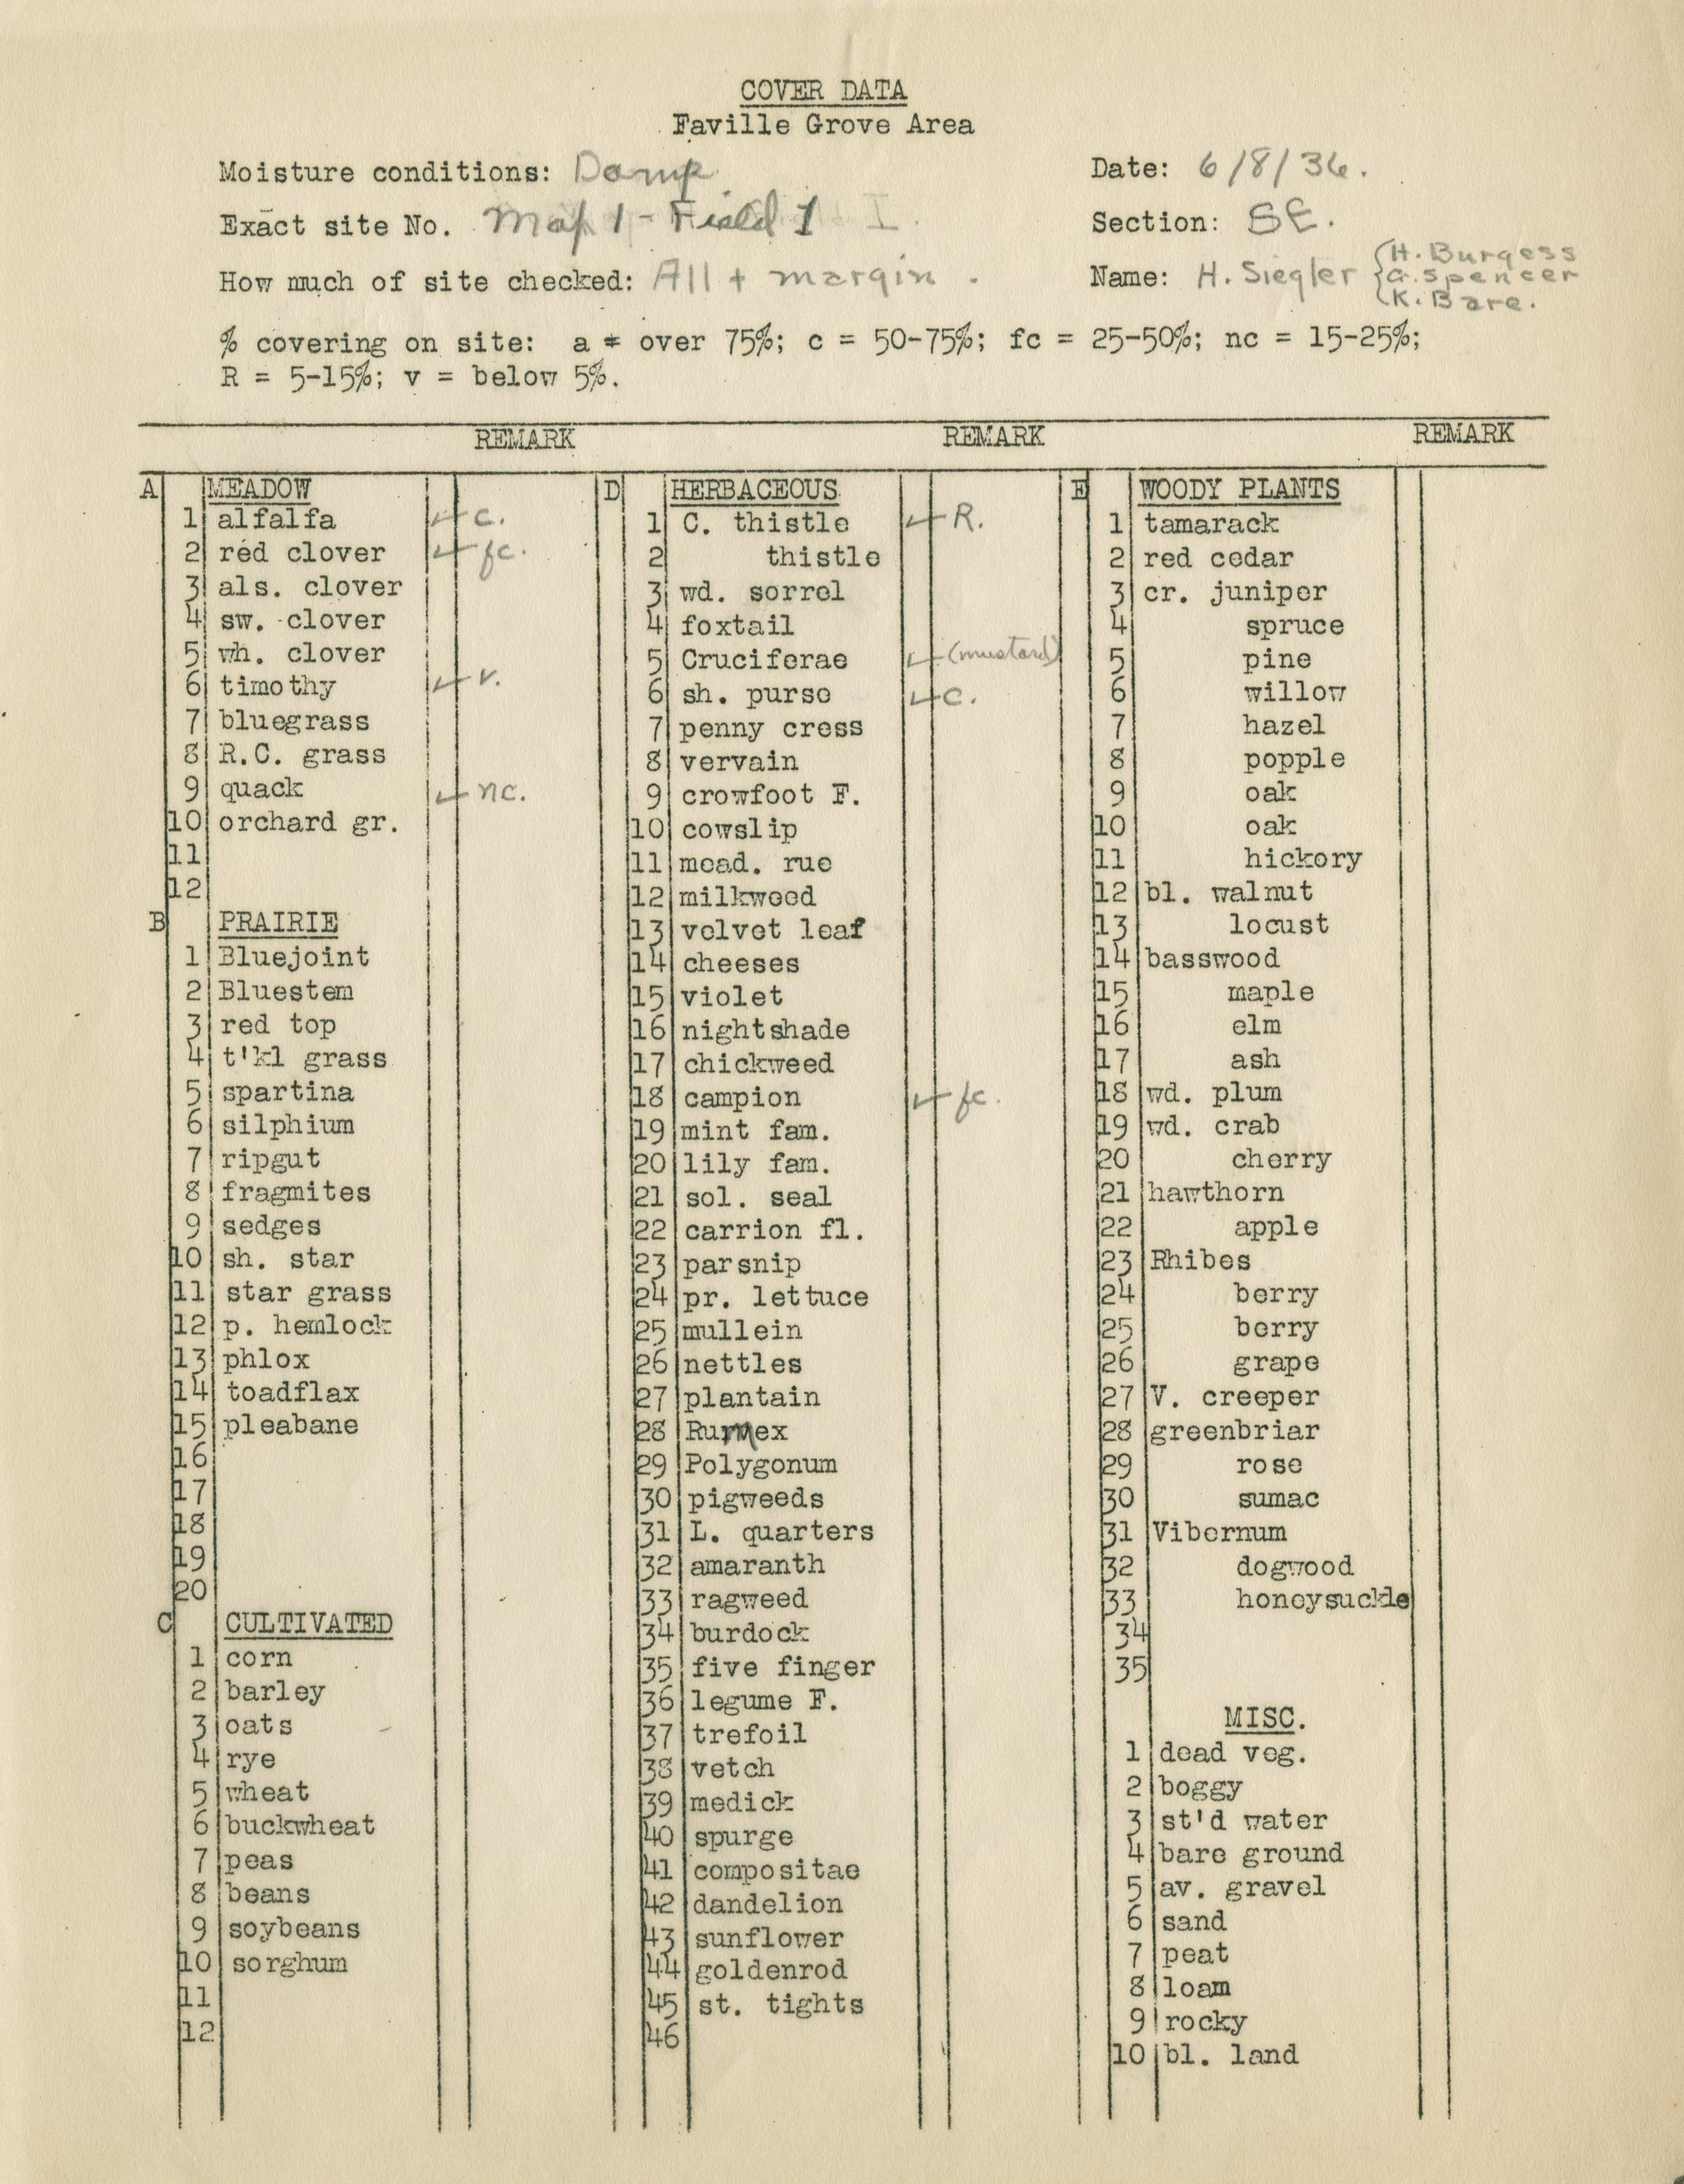 COVER DATA
Faville Grove Area
Moisture conditions: Damp
Date: 6/8/36.
Exact site No. Map 1 - Field 1 I.
Section: SE.
How much of site checked: All + margin.
Name: H. Siegler { H. Burgess
G. Spencer
K. Bare.
% covering on site: a = over 75%; c = 50-75%; fc = 25-50%; nc = 15-25%;
R = 5-15%; v = below 5%.
REMARK REMARK REMARK
A MEADOW
1 alfalfa ✓ c.
2 red clover ✓ fc.
3 als. clover
4 sw. clover
5 wh. clover
6 timothy ✓ v.
7 bluegrass
8 R.C. grass
9 quack ✓ nc.
10 orchard gr.
11
12
B PRAIRIE
1 Bluejoint
2 Bluestem
3 red top
4 t'kl grass
5 spartina
6 silphium
7 ripgut
8 fragmites
9 sedges
10 sh. star
11 star grass
12 p. hemlock
13 phlox
14 toadflax
15 pleabane
16
17
18
19
20
C CULTIVATED
1 corn
2 barley
3 oats
4 rye
5 wheat
6 buckwheat
7 peas
8 beans
9 soybeans
10 sorghum
11
12
D HERBACEOUS
1 C. thistle ✓ R.
2 thistle
3 wd. sorrel
4 foxtail
5 Cruciferae ✓ (mustard)
6 sh. purse ✓ c.
7 penny cress
8 vervain
9 crowfoot F.
10 cowslip
11 mead. rue
12 milkweed
13 velvet leaf
14 cheeses
15 violet
16 nightshade
17 chickweed
18 campion ✓ fc.
19 mint fam.
20 lily fam.
21 sol. seal
22 carrion fl.
23 parsnip
24 pr. lettuce
25 mullein
26 nettles
27 plantain
28 Rumex
29 Polygonum
30 pigweeds
31 L. quarters
32 amaranth
33 ragweed
34 burdock
35 five finger
36 legume F.
37 trefoil
38 vetch
39 medick
40 spurge
41 compositae
42 dandelion
43 sunflower
44 goldenrod
45 st. tights
46
E WOODY PLANTS
1 tamarack
2 red cedar
3 cr. juniper
4 spruce
5 pine
6 willow
7 hazel
8 popple
9 oak
10 oak
11 hickory
12 bl. walnut
13 locust
14 basswood
15 maple
16 elm
17 ash
18 wd. plum
19 wd. crab
20 cherry
21 hawthorn
22 apple
23 Rhibes
24 berry
25 berry
26 grape
27 V. creeper
28 greenbriar
29 rose
30 sumac
31 Vibernum
32 dogwood
33 honeysuckle
34
35
MISC.
1 dead veg.
2 boggy
3 st'd water
4 bare ground
5 av. gravel
6 sand
7 peat
8 loam
9 rocky
10 bl. land